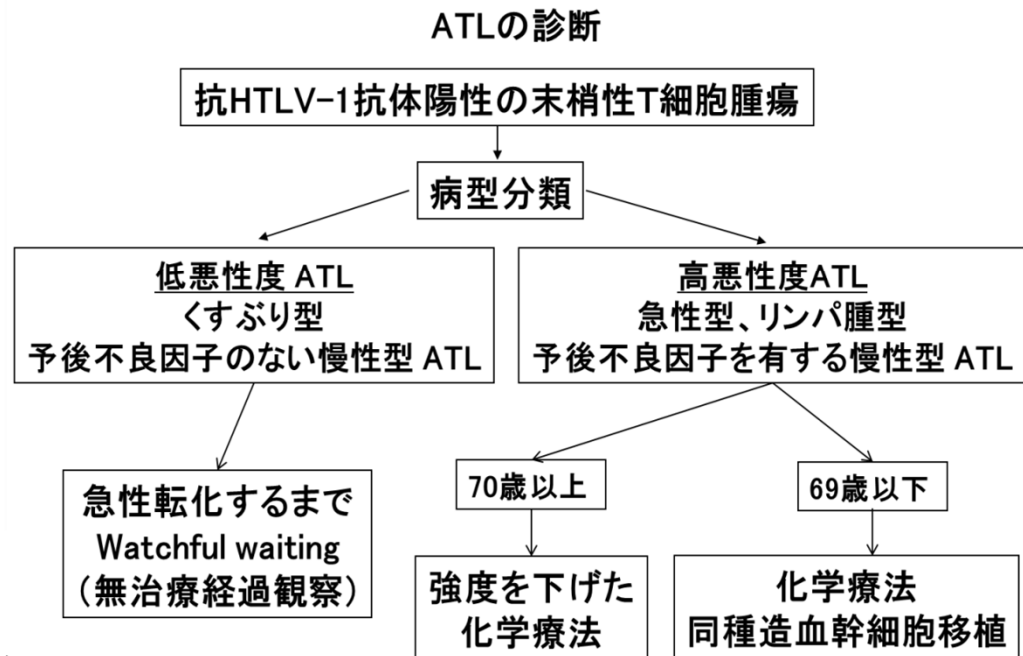 ATLの診断
抗HTLV-1抗体陽性の末梢性T細胞腫瘍
病型分類
低悪性度 ATL
くすぶり型
予後不良因子のない慢性型 ATL
高悪性度ATL
急性型、リンパ腫型
予後不良因子を有する慢性型 ATL
急性転化するまで
Watchful waiting
（無治療経過観察）
70歳以上
強度を下げた
化学療法
69歳以下
化学療法
同種造血幹細胞移植